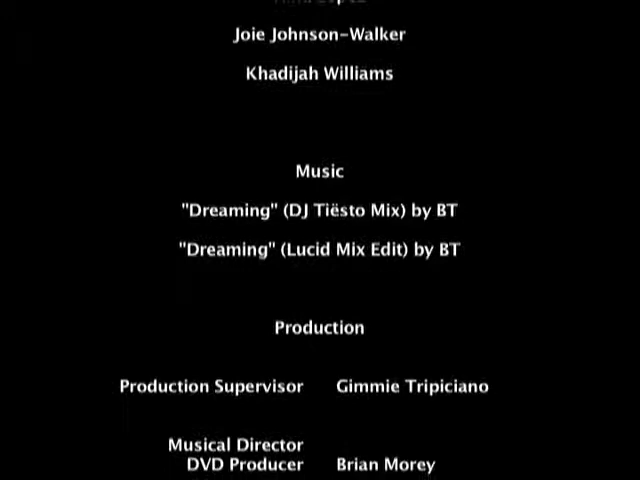 Joie Johnson-Walker
Khadijah Williams
Music
"Dreaming" (DJ Tiësto Mix) by BT
"Dreaming" (Lucid Mix Edit) by BT
Production
Production Supervisor Gimmie Tripiciano
Musical Director
DVD Producer Brian Morey